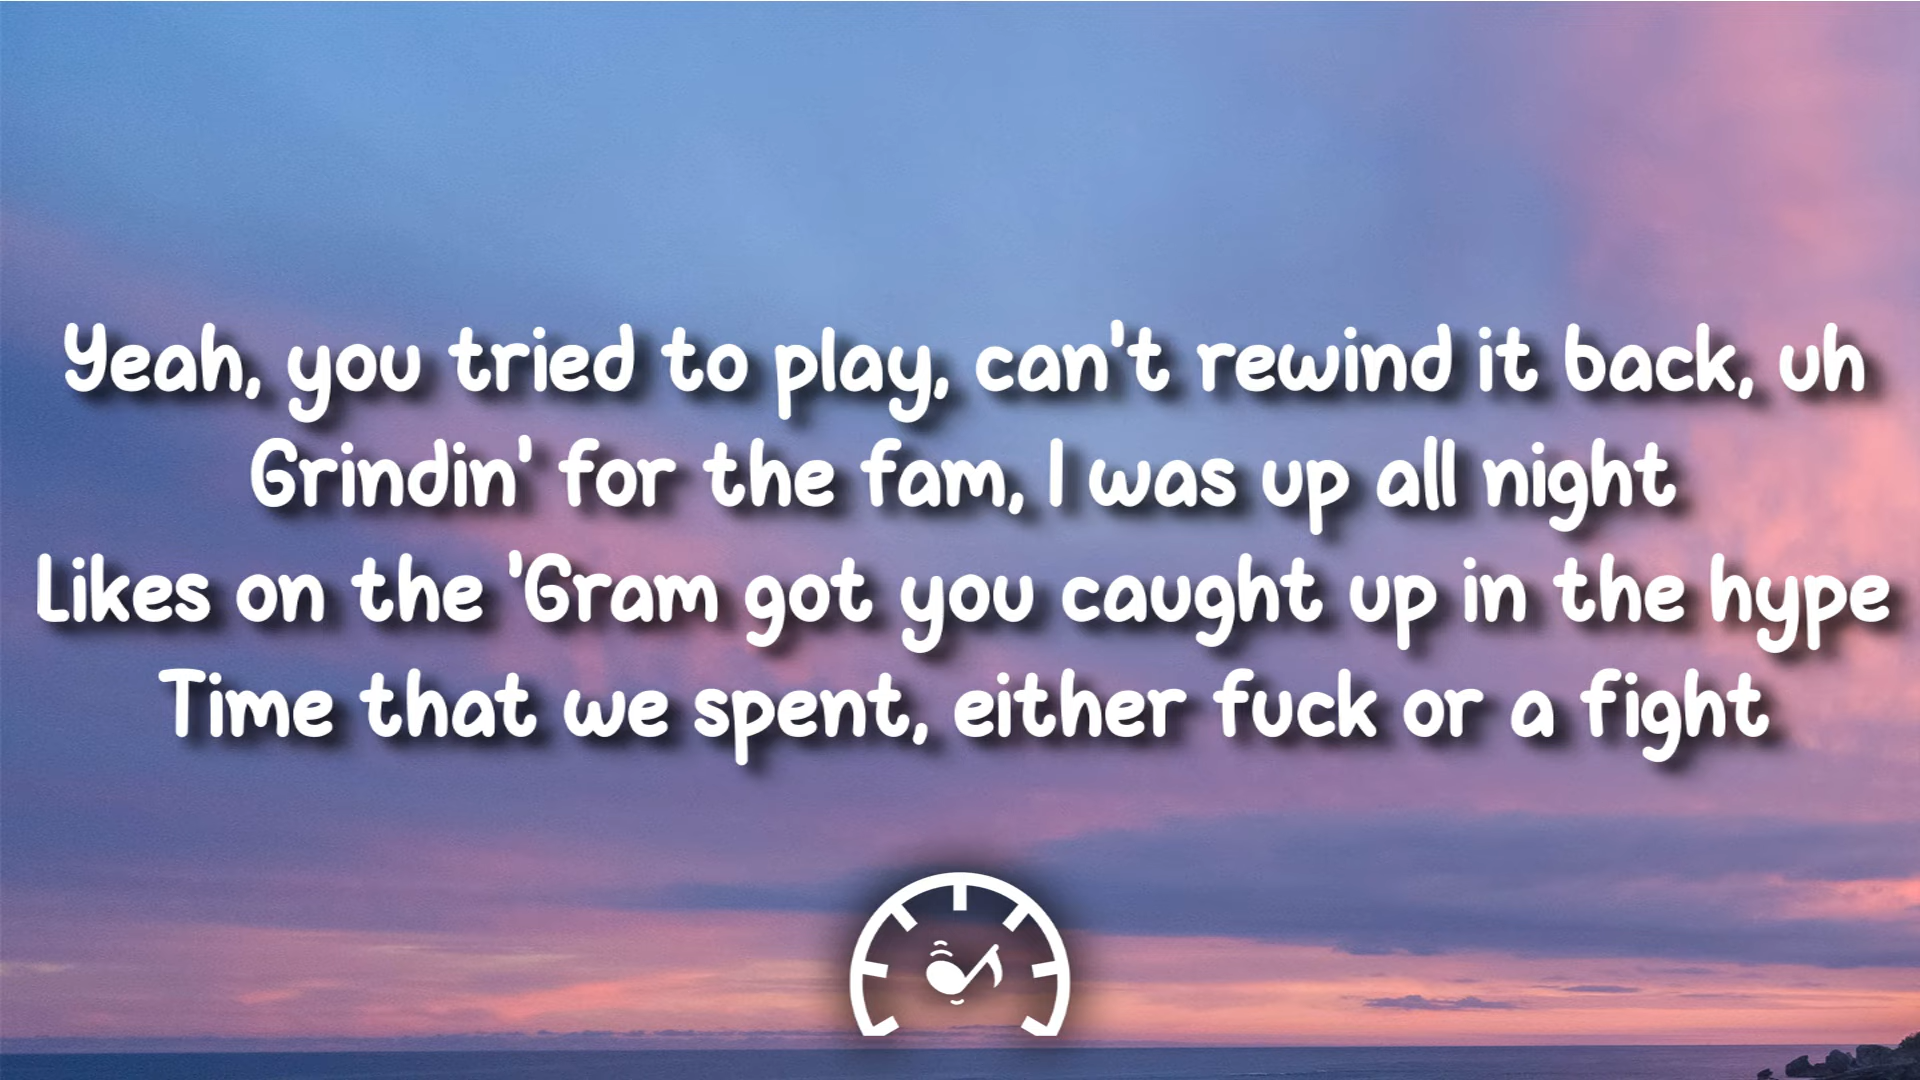 Yeah, you tried to play, can't rewind it back, uh
Grindin' for the fam, I was up all night
Likes on the 'Gram got you caught up in the hype
Time that we spent, either fuck or a fight